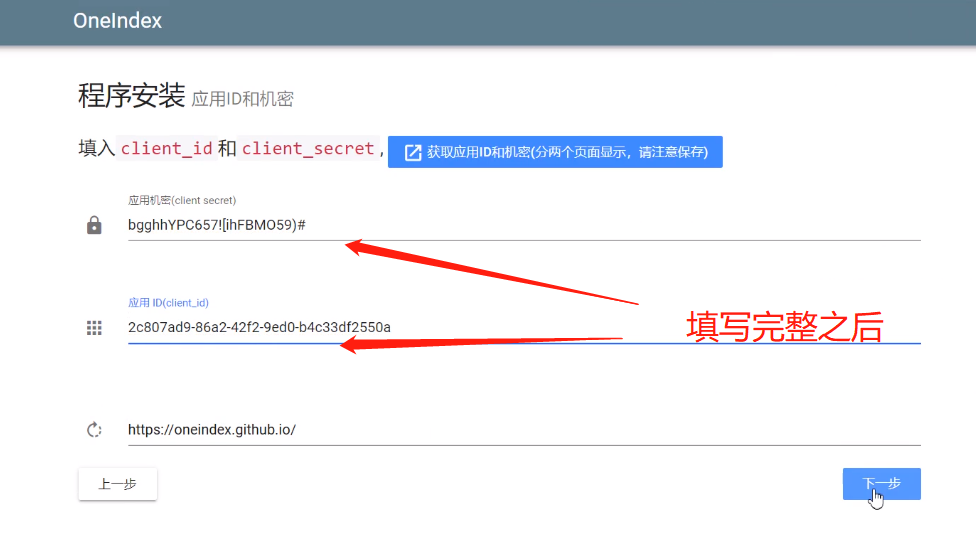 OneIndex
程序安装 应用ID和机密
填入 client_id 和 client_secret , 获取应用ID和机密(分两个页面显示，请注意保存)
应用机密(client secret)
bgghhYPC657![ihFBMO59)#
应用 ID(client_id)
2c807ad9-86a2-42f2-9ed0-b4c33df2550a
填写完整之后
https://oneindex.github.io/
上一步
下一步